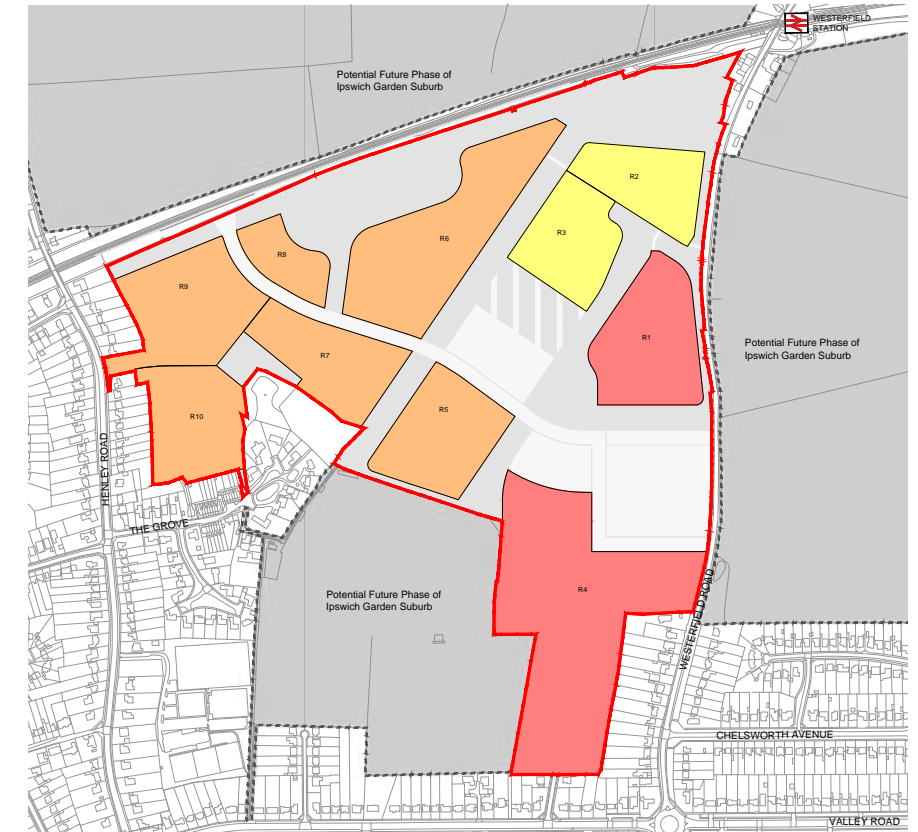 WESTERFIELD
STATION
Potential Future Phase of
Ipswich Garden Suburb
R2
R3
R6
R8
R9
R1
Potential Future Phase of
Ipswich Garden Suburb
R7
R5
R10
HENLEY ROAD
THE GROVE
R4
Potential Future Phase of
Ipswich Garden Suburb
WESTERFIELD ROAD
CHELSWORTH AVENUE
VALLEY ROAD